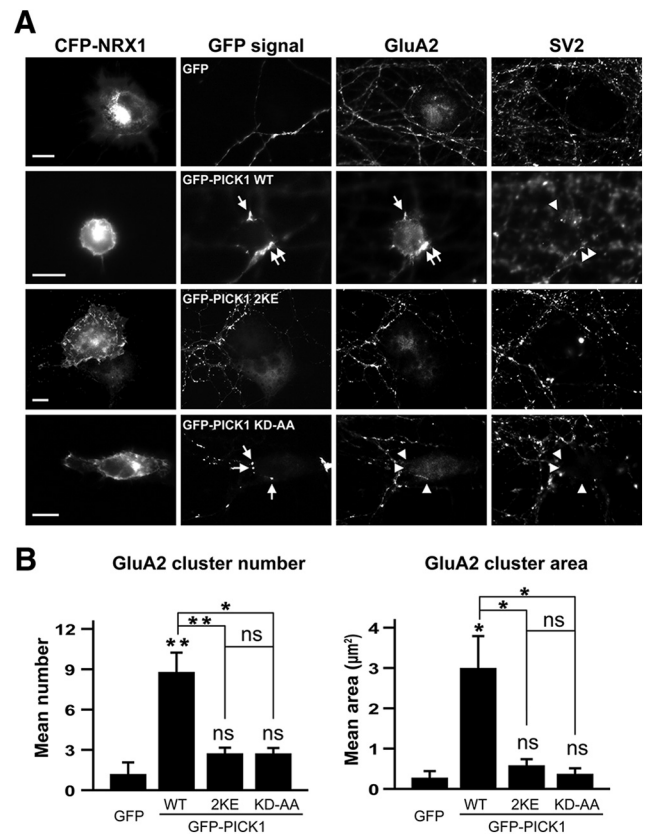 A
CFP-NRX1 GFP signal GluA2 SV2
GFP
GFP-PICK1 WT
GFP-PICK1 2KE
GFP-PICK1 KD-AA
B
GluA2 cluster number
Mean number
12
9
6
3
0
*
** ns
**
ns ns
GFP WT 2KE KD-AA
GFP-PICK1
GluA2 cluster area
Mean area (µm²)
4
3
2
1
0
*
* ns
*
ns ns
GFP WT 2KE KD-AA
GFP-PICK1